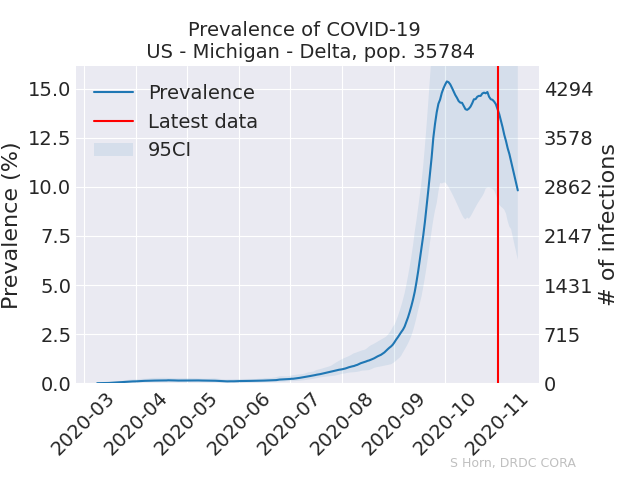 Prevalence of COVID-19
US - Michigan - Delta, pop. 35784
Prevalence
Latest data
95CI
Prevalence (%)
15.0
12.5
10.0
7.5
5.0
2.5
0.0
4294
3578
2862
2147
1431
715
0
# of infections
2020-03
2020-04
2020-05
2020-06
2020-07
2020-08
2020-09
2020-10
2020-11
S Horn, DRDC CORA